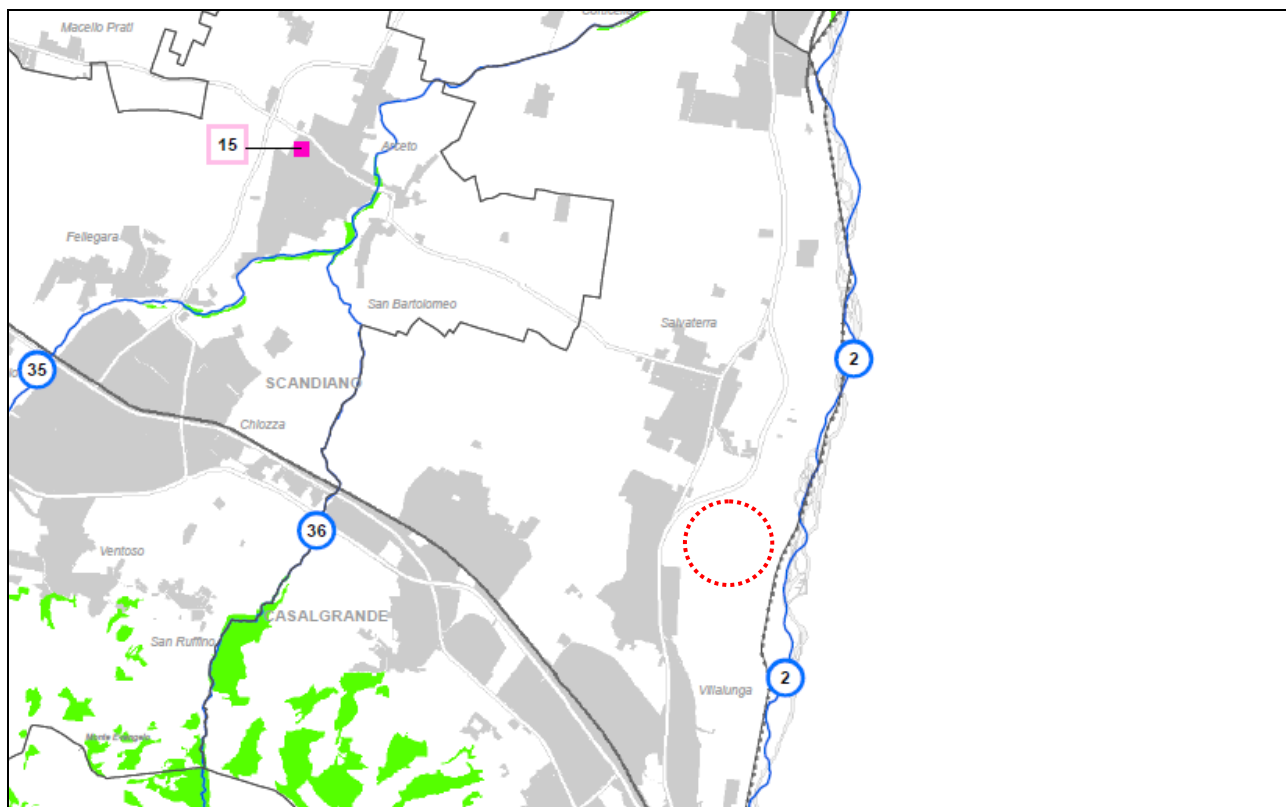 Macello Prati
15
Arceto
Fellegara
San Bartolomeo
Salvaterra
2
35
SCANDIANO
Chiozza
36
Ventoso
CASALGRANDE
San Ruffino
2
Villalunga